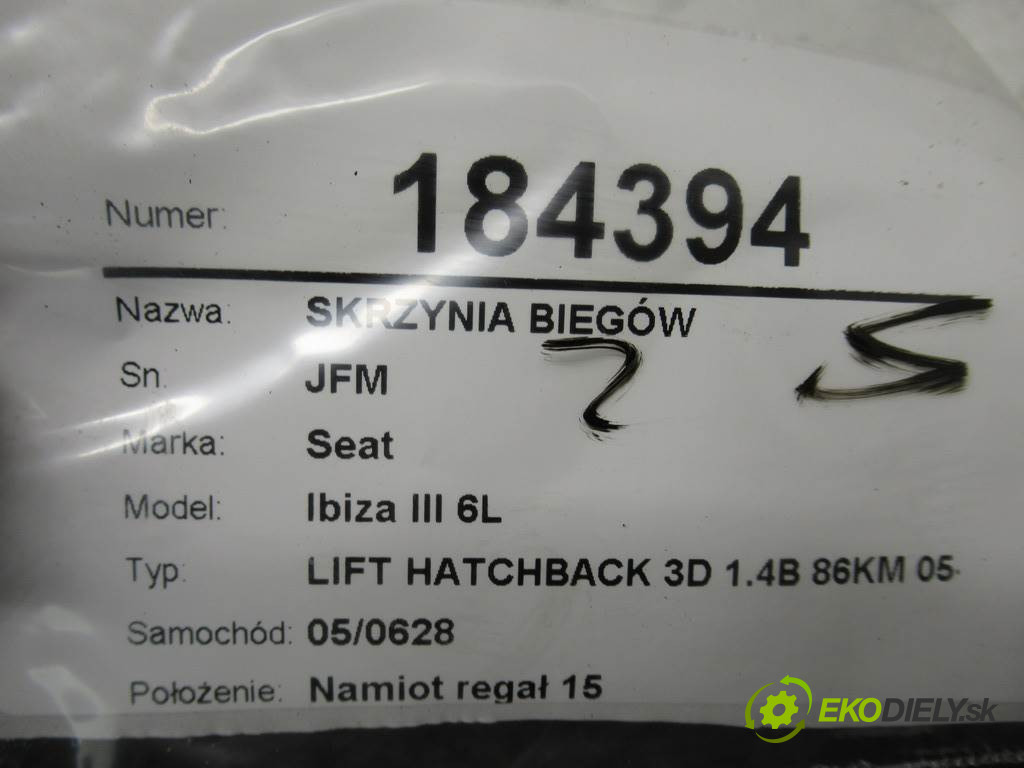 Numer: 184394
Nazwa: SKRZYNIA BIEGÓW
Sn. JFM
Marka: Seat
Model: Ibiza III 6L
Typ: LIFT HATCHBACK 3D 1.4B 86KM 05-
Samochód: 05/0628
Położenie: Namiot regał 15
EKODIELY.sk